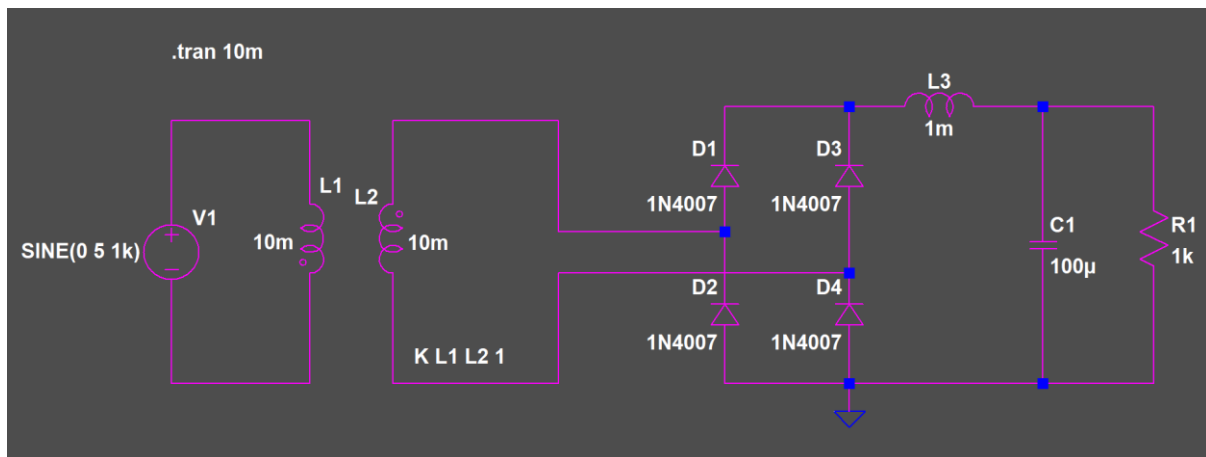 .tran 10m
L3
1m
D1
D3
1N4007
1N4007
L1
L2
V1
10m
10m
SINE(0 5 1k)
C1
R1
100µ
1k
D2
D4
1N4007
1N4007
K L1 L2 1